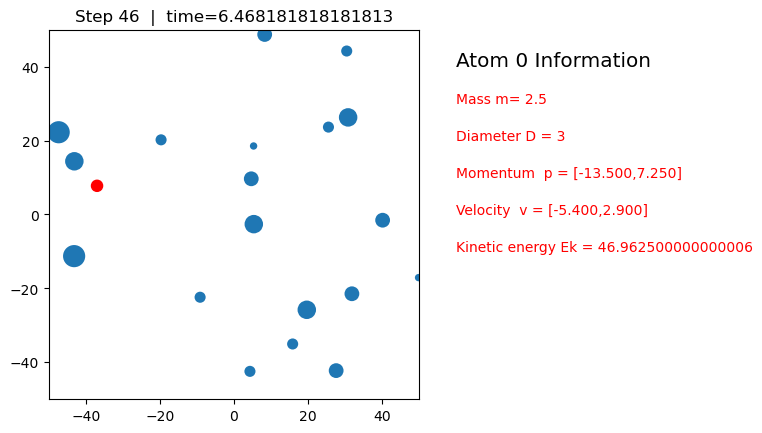 Step 46  |  time=6.468181818181813
Atom 0 Information
Mass m= 2.5
Diameter D = 3
Momentum  p = [-13.500,7.250]
Velocity  v = [-5.400,2.900]
Kinetic energy Ek = 46.962500000000006
40
20
0
−20
−40
−40 −20 0 20 40